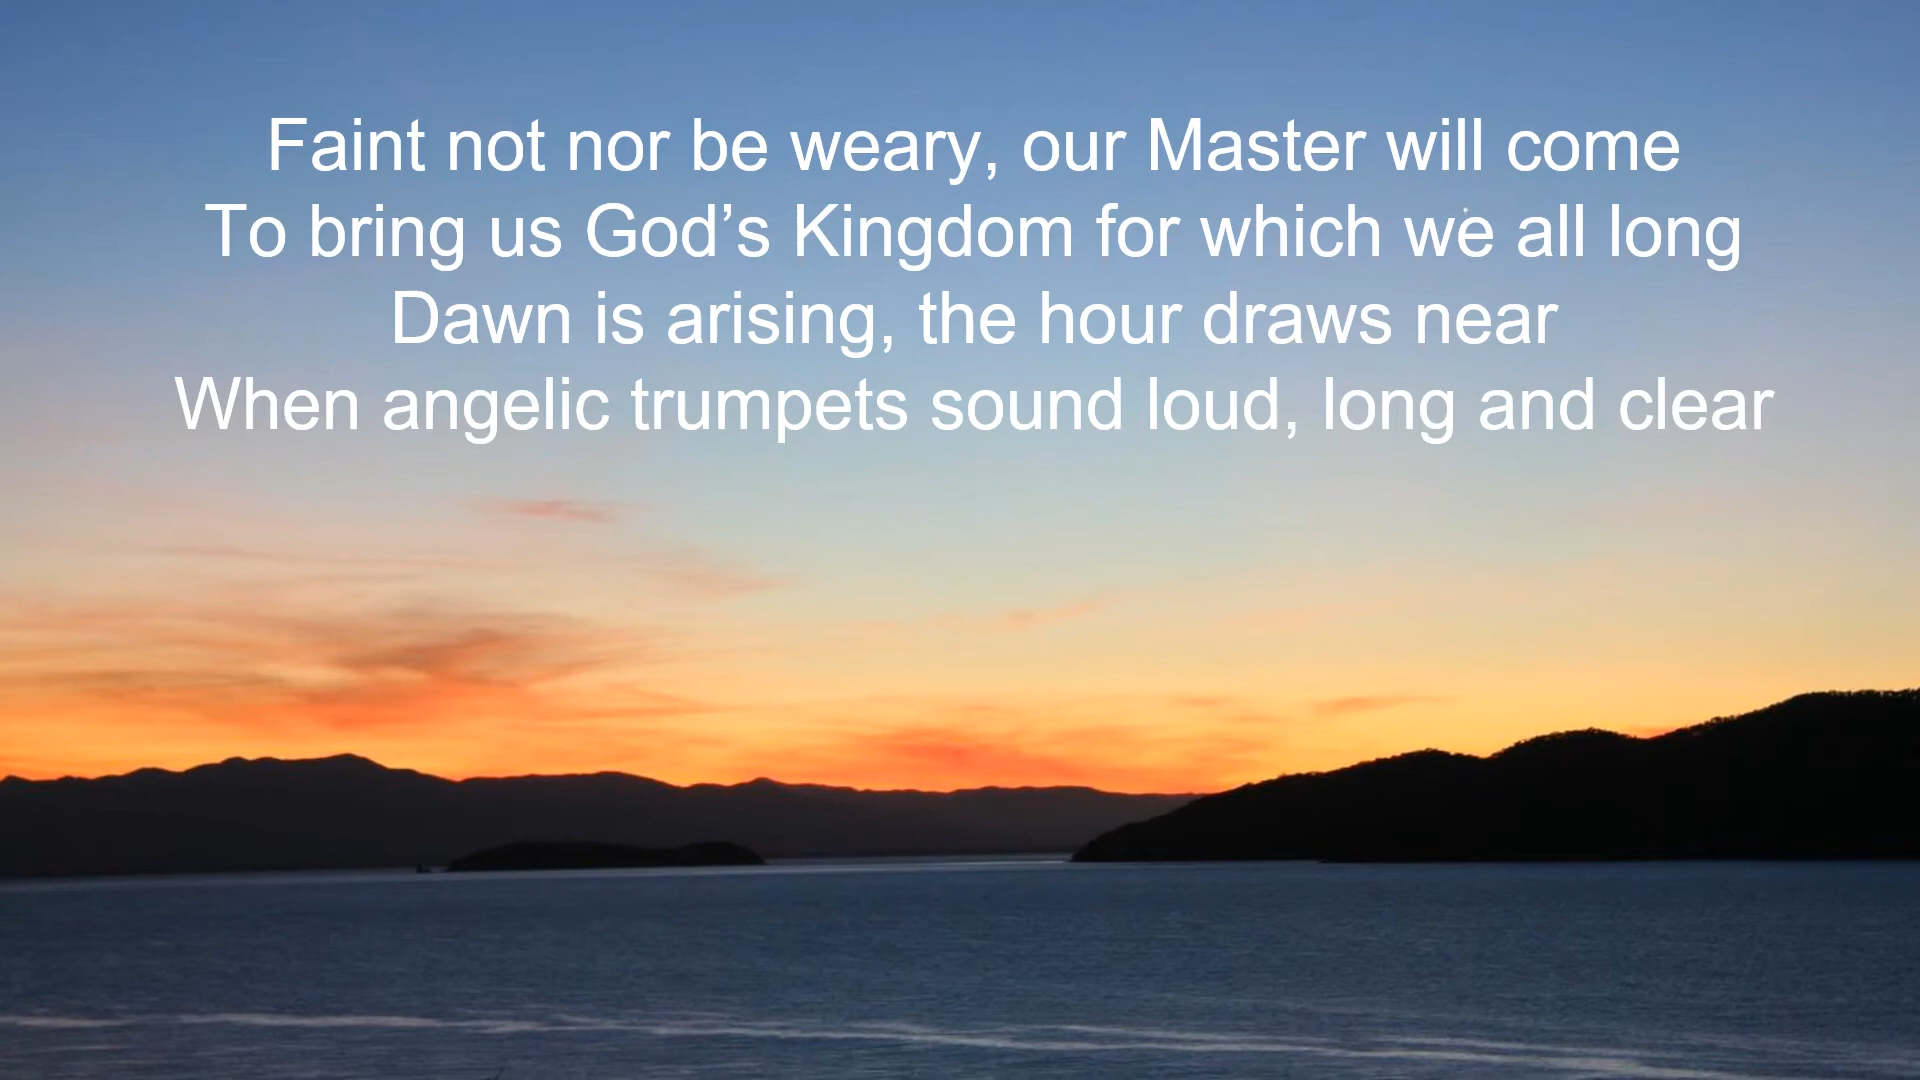 Faint not nor be weary, our Master will come
To bring us God’s Kingdom for which we all long
Dawn is arising, the hour draws near
When angelic trumpets sound loud, long and clear